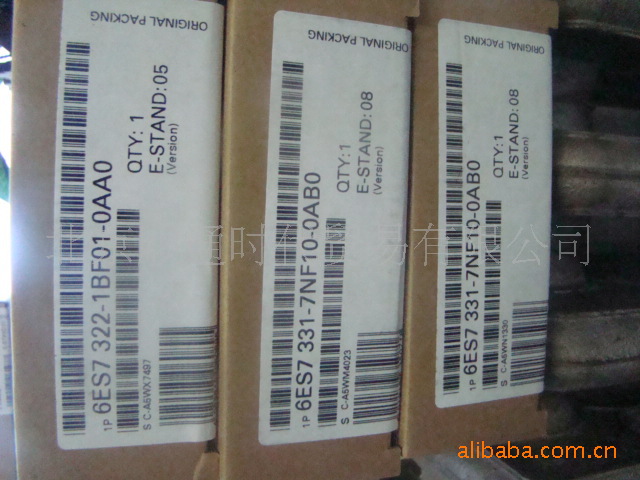 ORIGINAL PACKING
1P 6ES7 322-1BF01-0AA0
QTY: 1
E-STAND: 05
(Version)
S C-A5WX7497
ORIGINAL PACKING
1P 6ES7 331-7NF10-0AB0
QTY: 1
E-STAND: 08
(Version)
S C-A5WM4023
ORIGINAL PACKING
1P 6ES7 331-7NF10-0AB0
QTY: 1
E-STAND: 08
(Version)
S C-A5WN1330
易有限公司
alibaba.com.cn